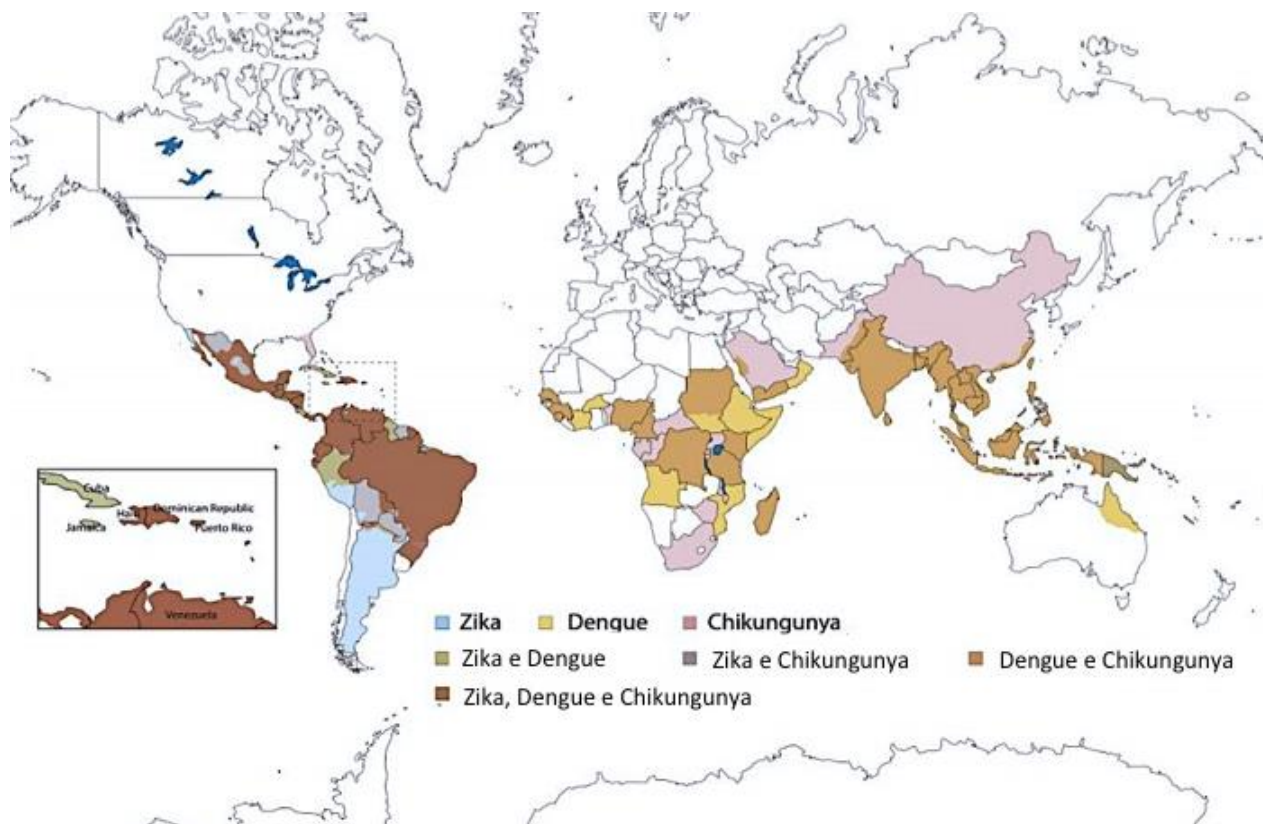 Cuba
Haiti Dominican Republic
Jamaica Puerto Rico
Venezuela
Zika Dengue Chikungunya
Zika e Dengue Zika e Chikungunya Dengue e Chikungunya
Zika, Dengue e Chikungunya